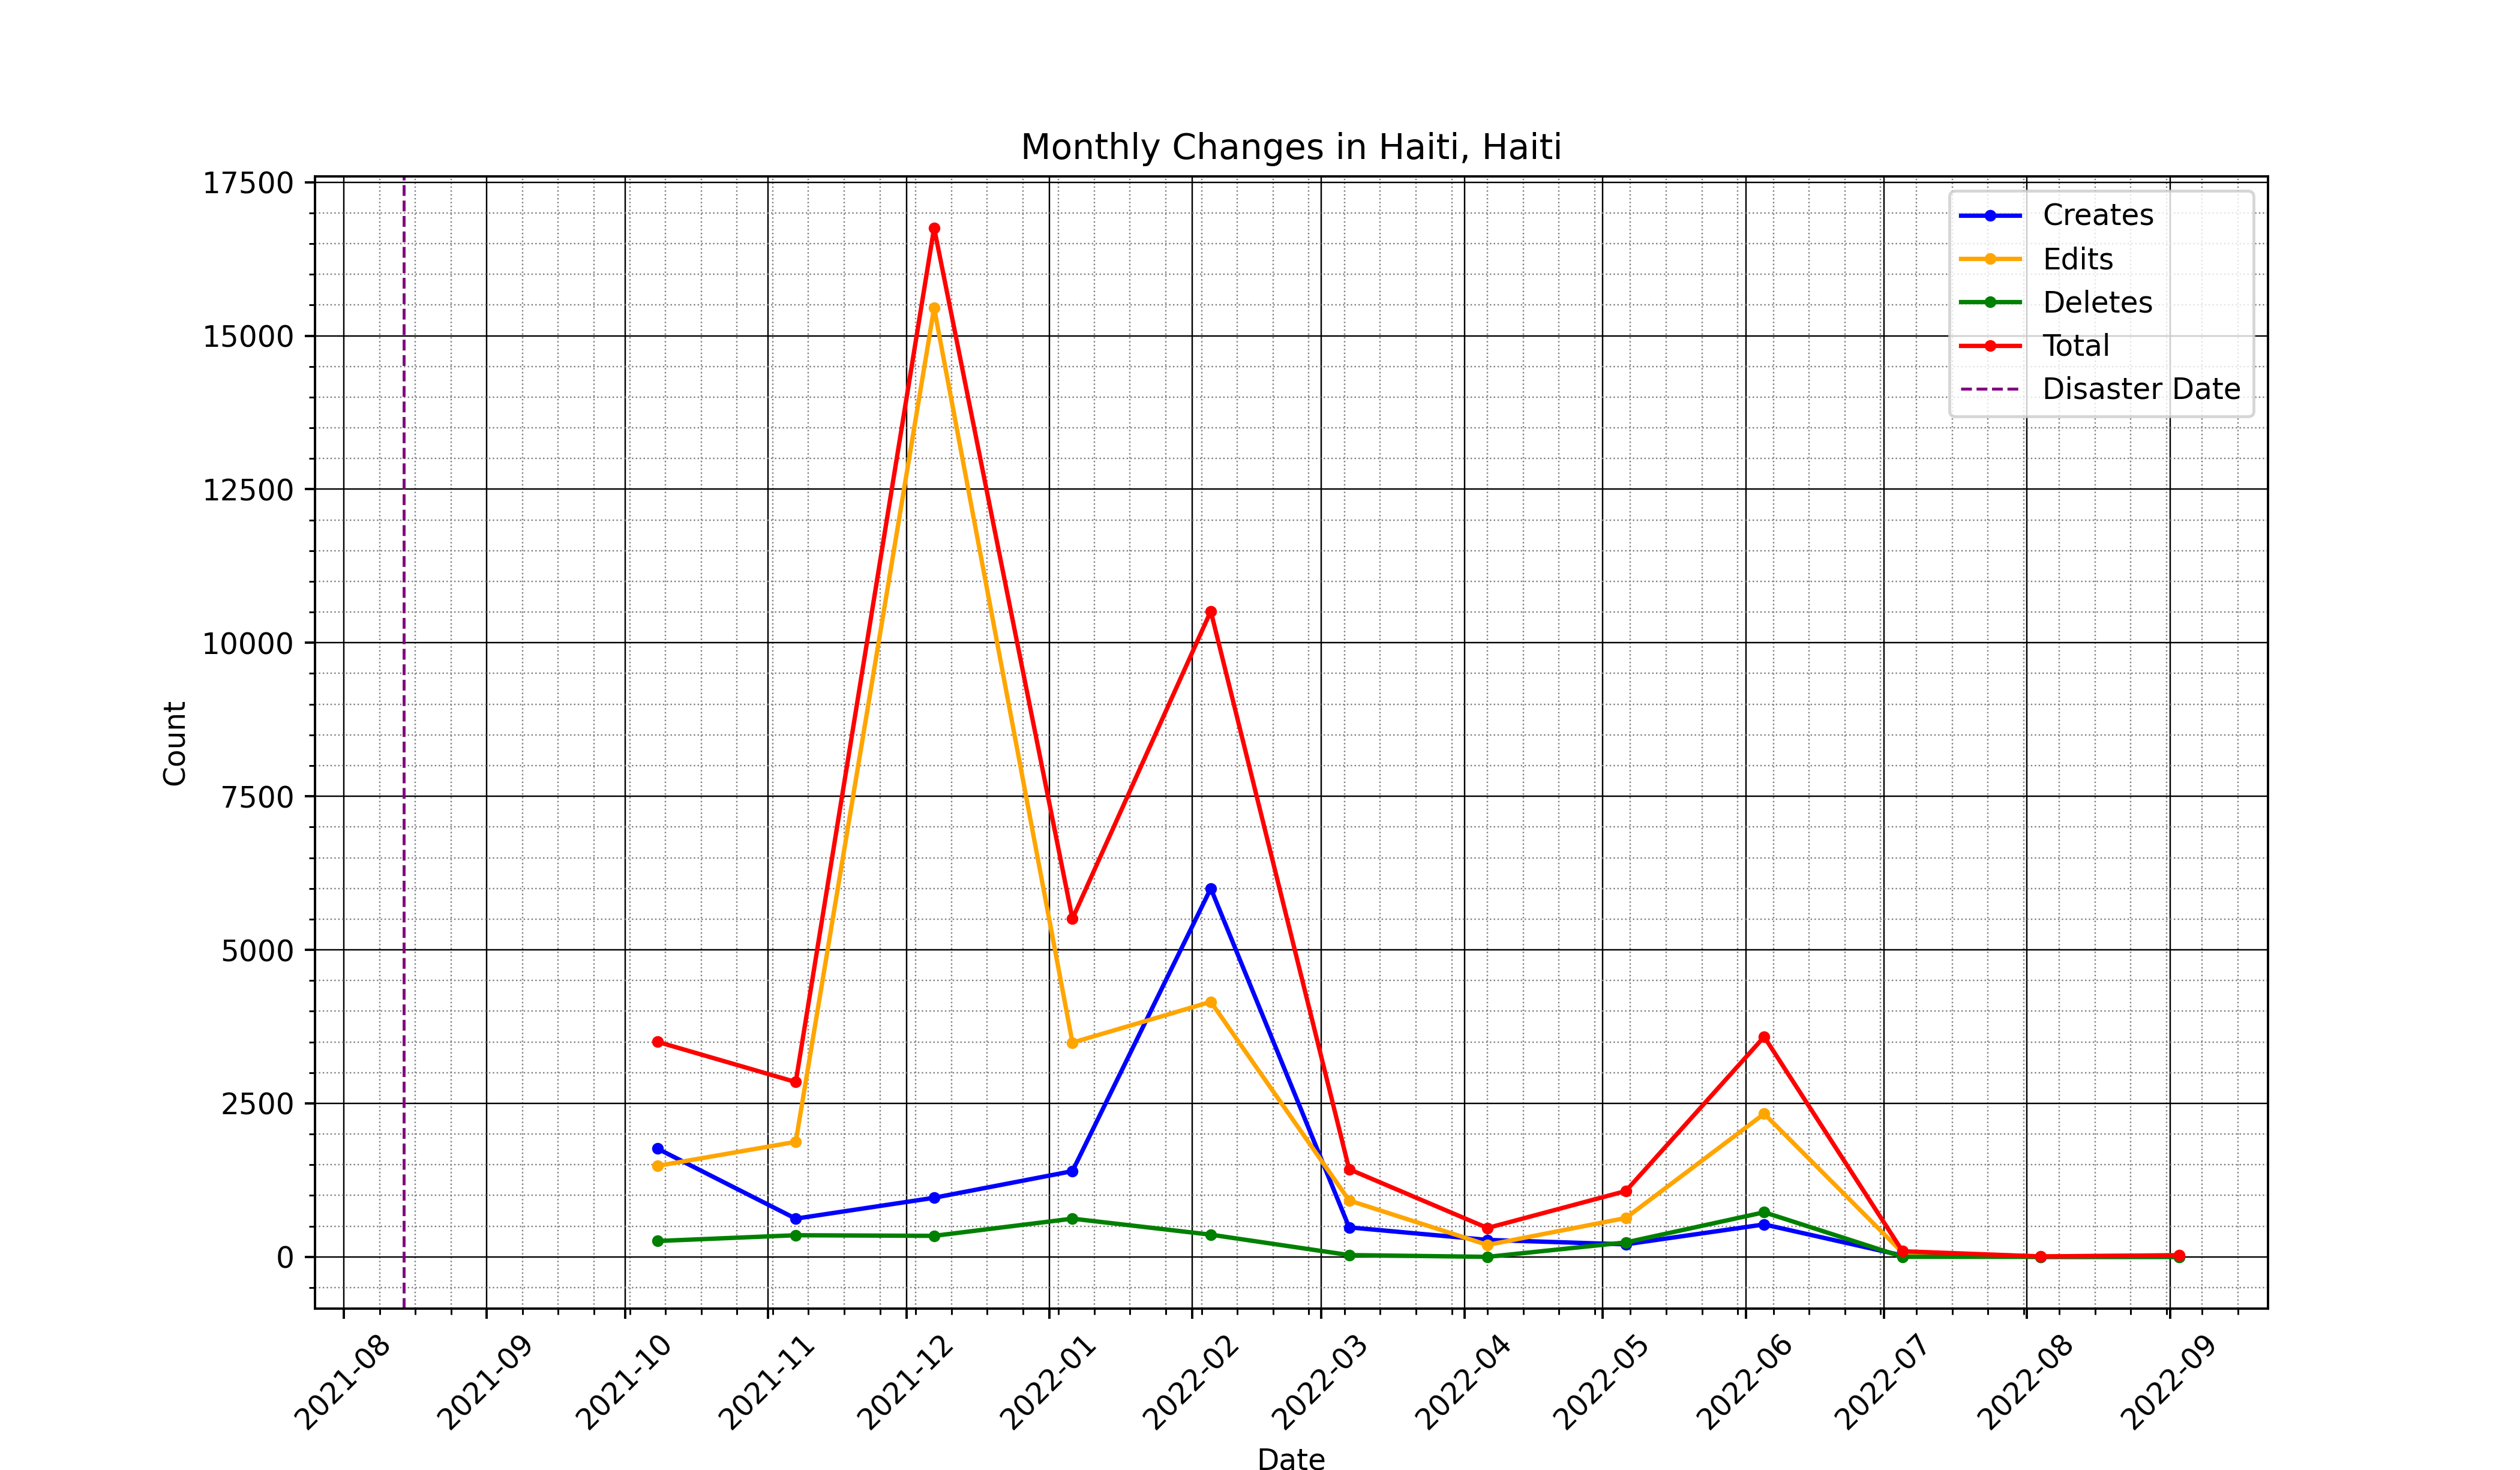 Monthly Changes in Haiti, Haiti
17500
15000
12500
10000
7500
5000
2500
0
Count
Creates
Edits
Deletes
Total
Disaster Date
2021-08
2021-09
2021-10
2021-11
2021-12
2022-01
2022-02
2022-03
2022-04
2022-05
2022-06
2022-07
2022-08
2022-09
Date